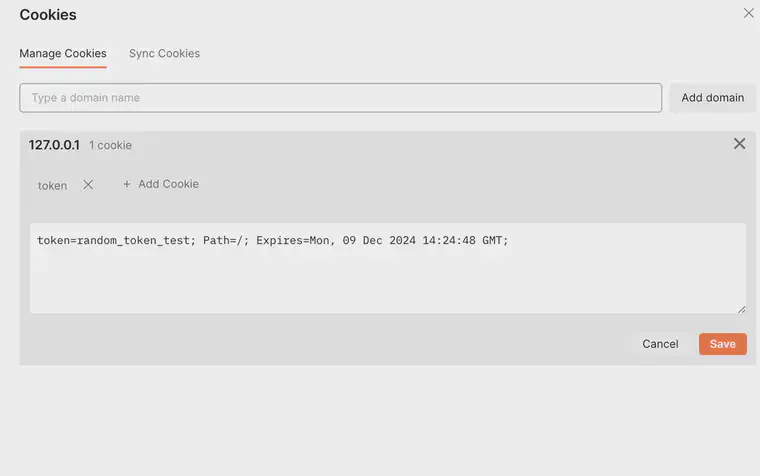 Cookies
Manage Cookies Sync Cookies
Type a domain name Add domain
127.0.0.1 1 cookie
token + Add Cookie
token=random_token_test; Path=/; Expires=Mon, 09 Dec 2024 14:24:48 GMT;
Cancel Save